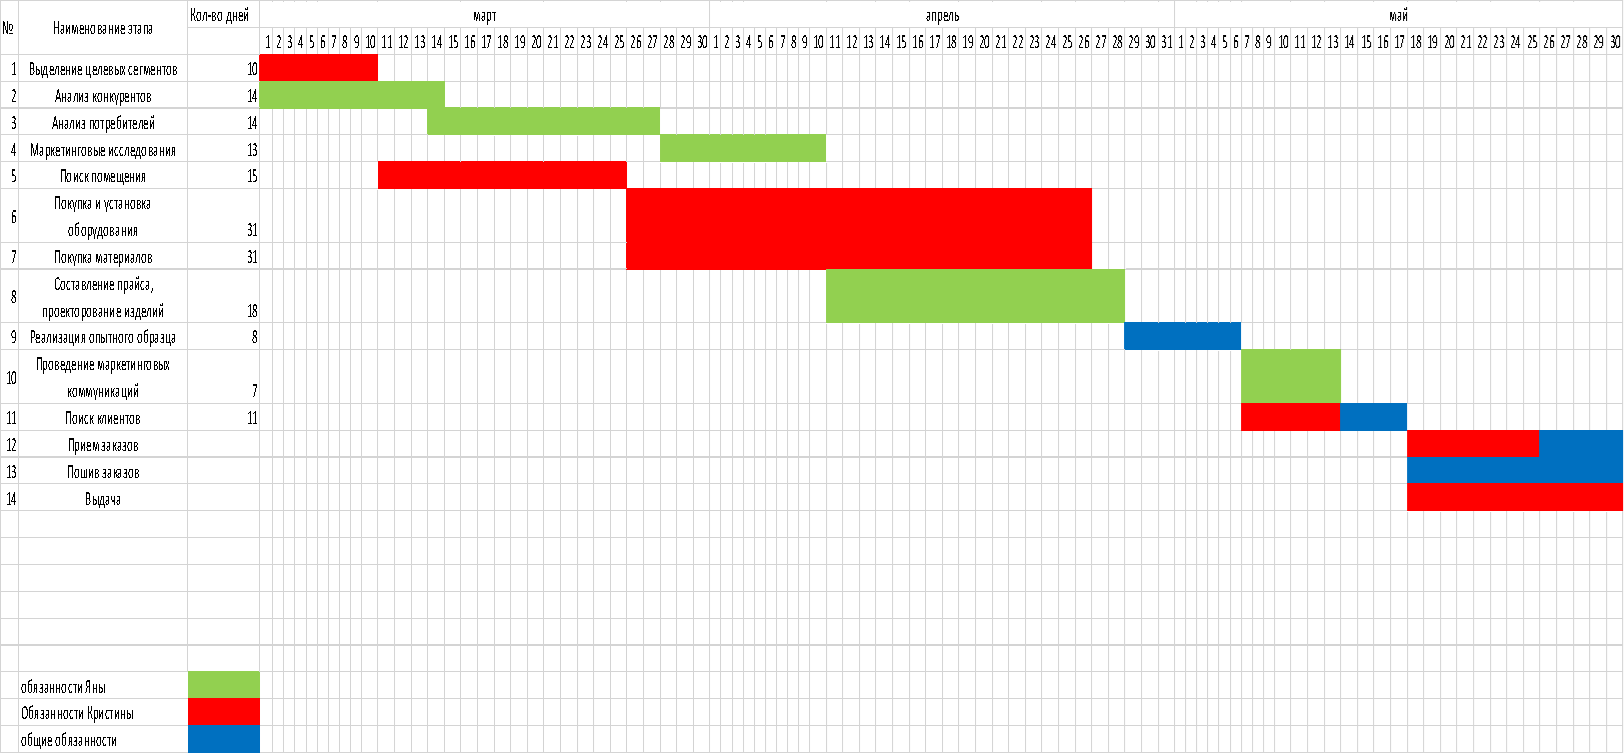 № Наименование этапа Кол-во дней март апрель май
1 2 3 4 5 6 7 8 9 10 11 12 13 14 15 16 17 18 19 20 21 22 23 24 25 26 27 28 29 30 1 2 3 4 5 6 7 8 9 10 11 12 13 14 15 16 17 18 19 20 21 22 23 24 25 26 27 28 29 30 31 1 2 3 4 5 6 7 8 9 10 11 12 13 14 15 16 17 18 19 20 21 22 23 24 25 26 27 28 29 30
1 Выделение целевых сегментов 10
2 Анализ конкурентов 14
3 Анализ потребителей 14
4 Маркетинговые исследования 13
5 Поиск помещения 15
6 Покупка и установка
оборудования 31
7 Покупка материалов 31
8 Составление прайса,
проекторование изделий 18
9 Реализация опытного образца 8
10 Проведение маркетинговых
коммуникаций 7
11 Поиск клиентов 11
12 Прием заказов
13 Пошив заказов
14 Выдача
обязанности Яны
Обязанности Кристины
общие обязанности